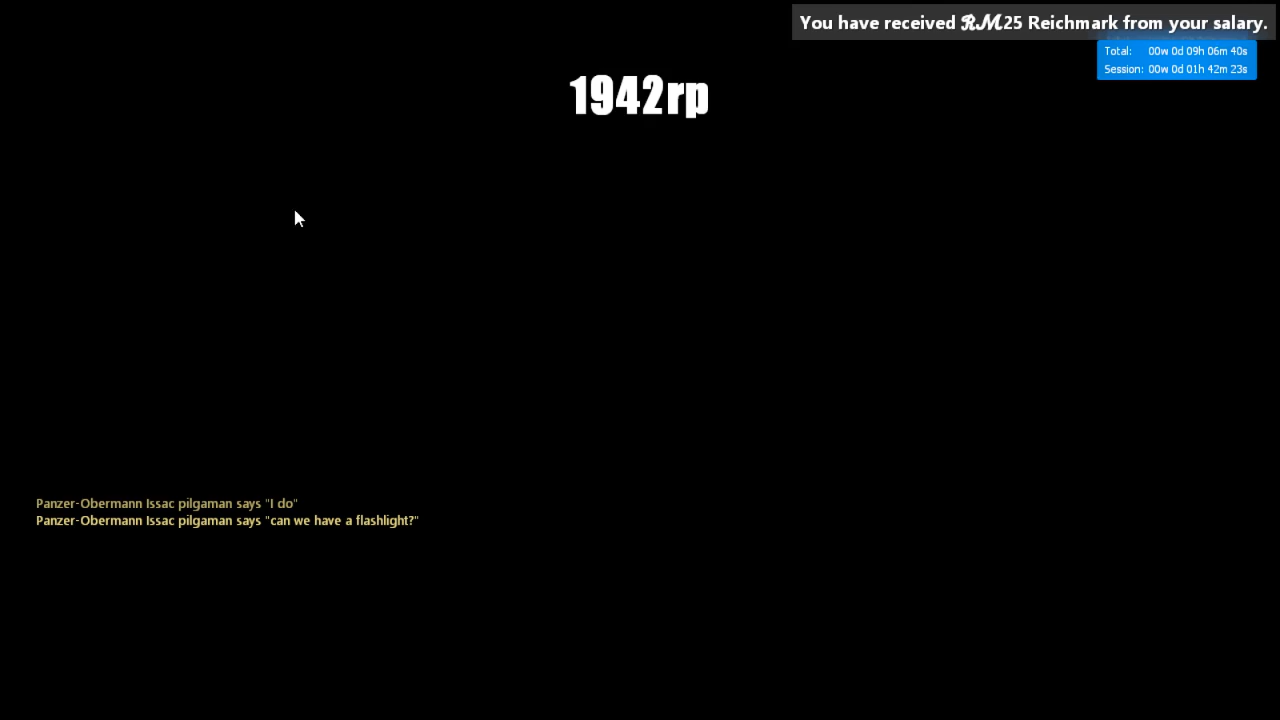 You have received RM25 Reichmark from your salary.
Total: 00w 0d 09h 06m 40s
Session: 00w 0d 01h 42m 23s
1942rp
Panzer-Obermann Issac pilgaman says "I do"
Panzer-Obermann Issac pilgaman says "can we have a flashlight?"